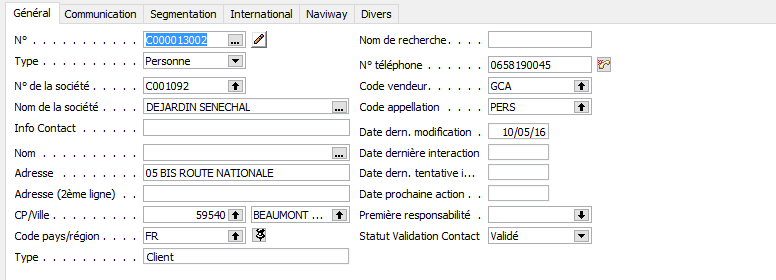 Général Communication Segmentation International Naviway Divers
N° . . . . . . . . . . . C000013002 ...
Type . . . . . . . . . . Personne
N° de la société . . . . . C001092
Nom de la société . . . . DEJARDIN SENECHAL ...
Info Contact . . . . . . .
Nom . . . . . . . . . . ...
Adresse . . . . . . . . . 05 BIS ROUTE NATIONALE
Adresse (2ème ligne) . .
CP/Ville . . . . . . . . . 59540 BEAUMONT ...
Code pays/région . . . . FR
Type . . . . . . . . . . Client
Nom de recherche. . . .
N° téléphone . . . . . . 0658190045
Code vendeur. . . . . . GCA
Code appellation . . . . PERS
Date dern. modification . 10/05/16
Date dernière interaction
Date dern. tentative i...
Date prochaine action . .
Première responsabilité .
Statut Validation Contact Validé